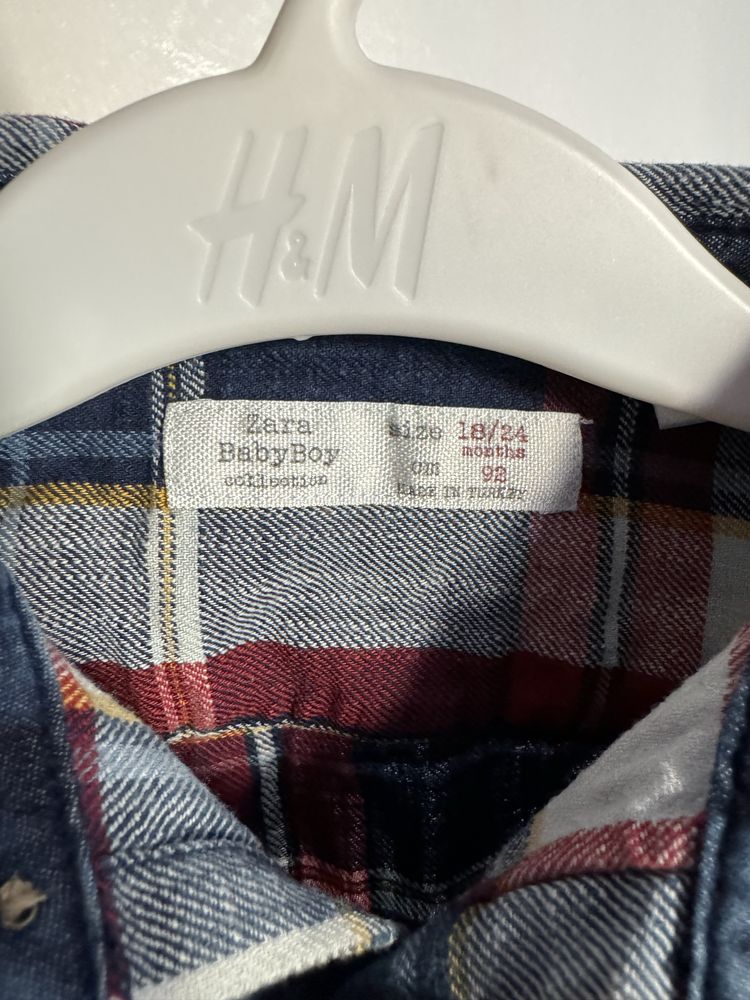 H&M
Zara
BabyBoy
collection
size 18/24
months
cm 92
MADE IN TURKEY